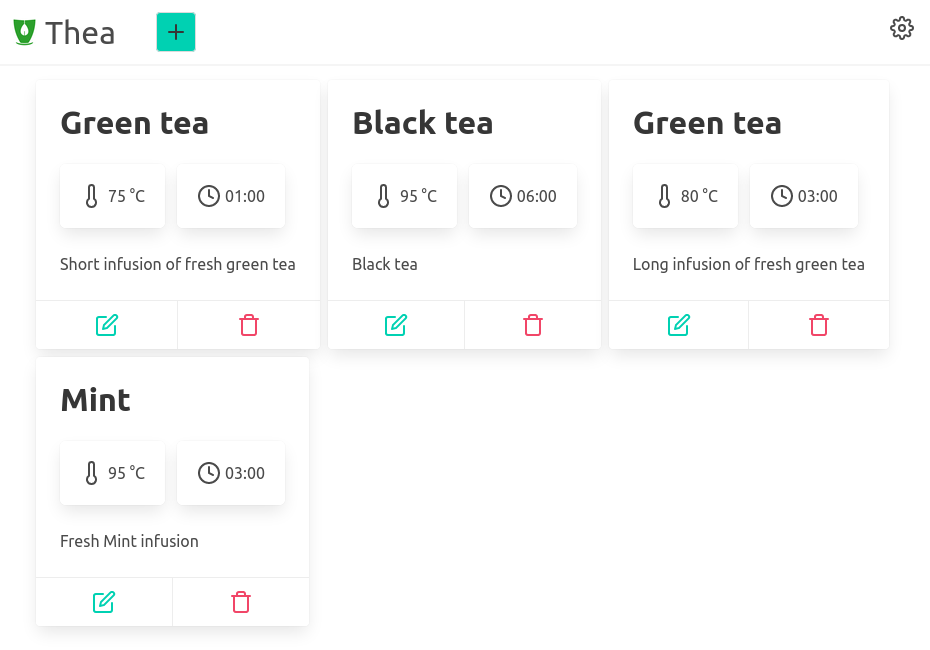 Thea
Green tea
75 °C
01:00
Short infusion of fresh green tea
Black tea
95 °C
06:00
Black tea
Green tea
80 °C
03:00
Long infusion of fresh green tea
Mint
95 °C
03:00
Fresh Mint infusion